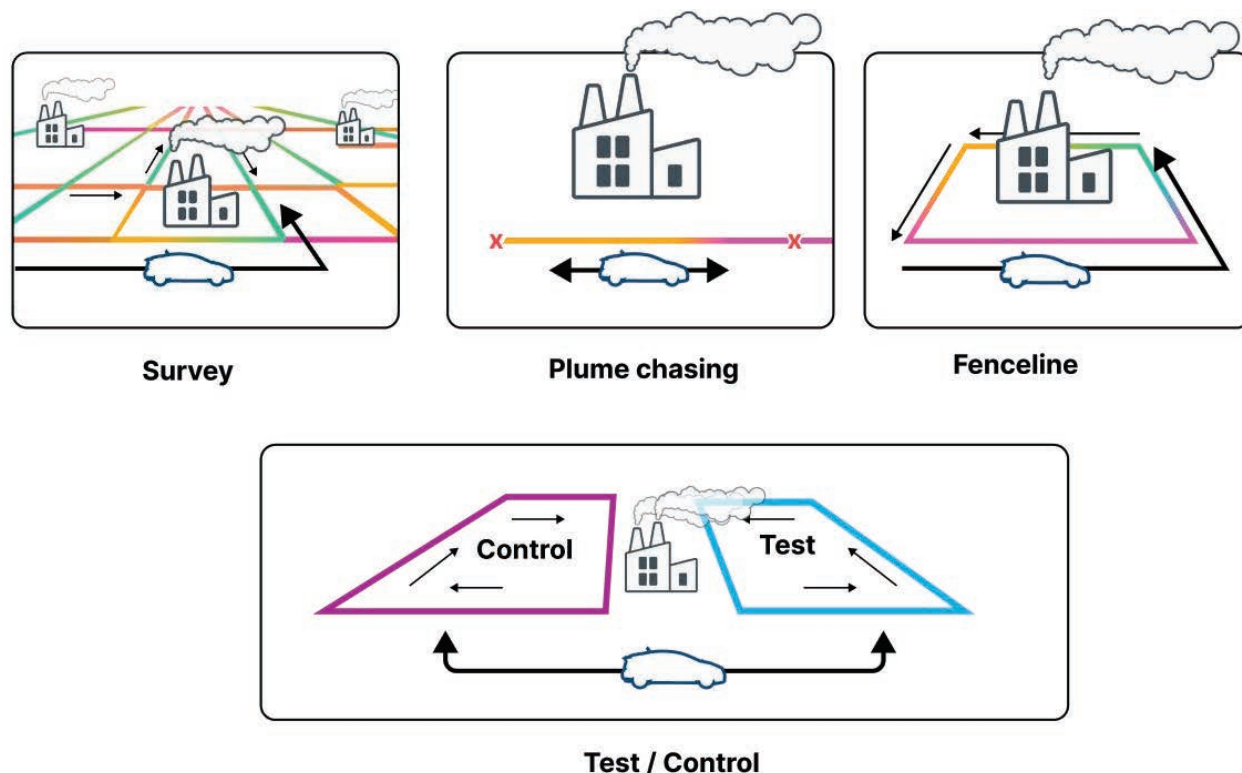 x
x
Survey
Plume chasing
Fenceline
Control
Test
Test / Control